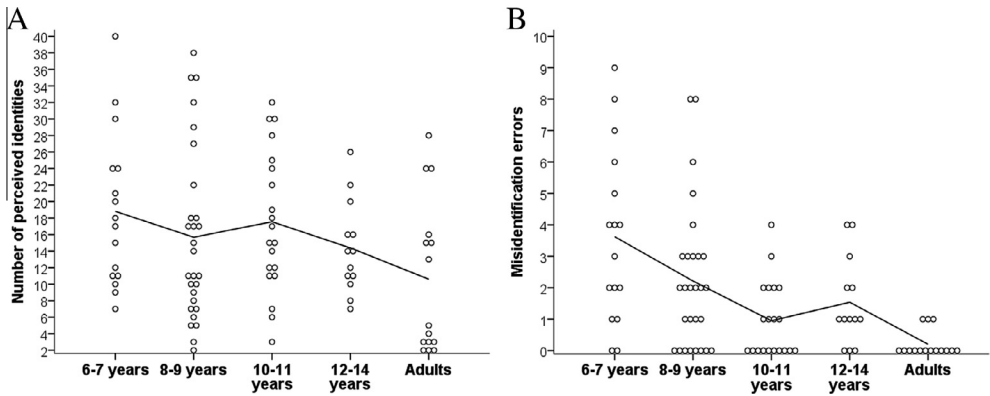 A
Number of perceived identities
40
38
36
34
32
30
28
26
24
22
20
18
16
14
12
10
8
6
4
2
6-7 years
8-9 years
10-11
years
12-14
years
Adults
B
Misidentification errors
10
9
8
7
6
5
4
3
2
1
0
6-7 years
8-9 years
10-11
years
12-14
years
Adults